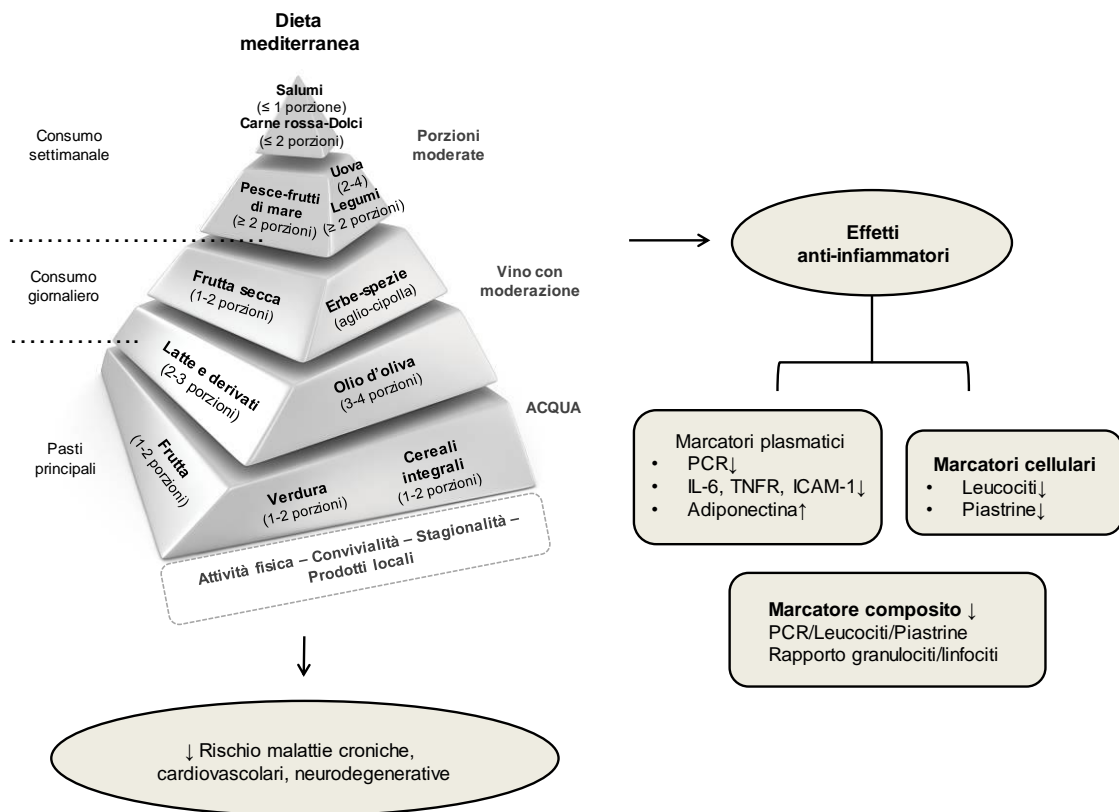 Dieta
mediterranea
Salumi
(≤ 1 porzione)
Carne rossa-Dolci
(≤ 2 porzioni)
Consumo
settimanale
Porzioni
moderate
Pesce-frutti
di mare
(≥ 2 porzioni)
Uova
(2-4)
Legumi
(≥ 2 porzioni)
Consumo
giornaliero
Frutta secca
(1-2 porzioni)
Erbe-spezie
(aglio-cipolla)
Vino con
moderazione
Latte e derivati
(2-3 porzioni)
Olio d’oliva
(3-4 porzioni)
ACQUA
Pasti
principali
Frutta
(1-2 porzioni)
Verdura
(1-2 porzioni)
Cereali
integrali
(1-2 porzioni)
Attività fisica – Convivialità – Stagionalità –
Prodotti locali
↓ Rischio malattie croniche,
cardiovascolari, neurodegenerative
Effetti
anti-infiammatori
Marcatori plasmatici
• PCR↓
• IL-6, TNFR, ICAM-1↓
• Adiponectina↑
Marcatori cellulari
• Leucociti↓
• Piastrine↓
Marcatore composito ↓
PCR/Leucociti/Piastrine
Rapporto granulociti/linfociti